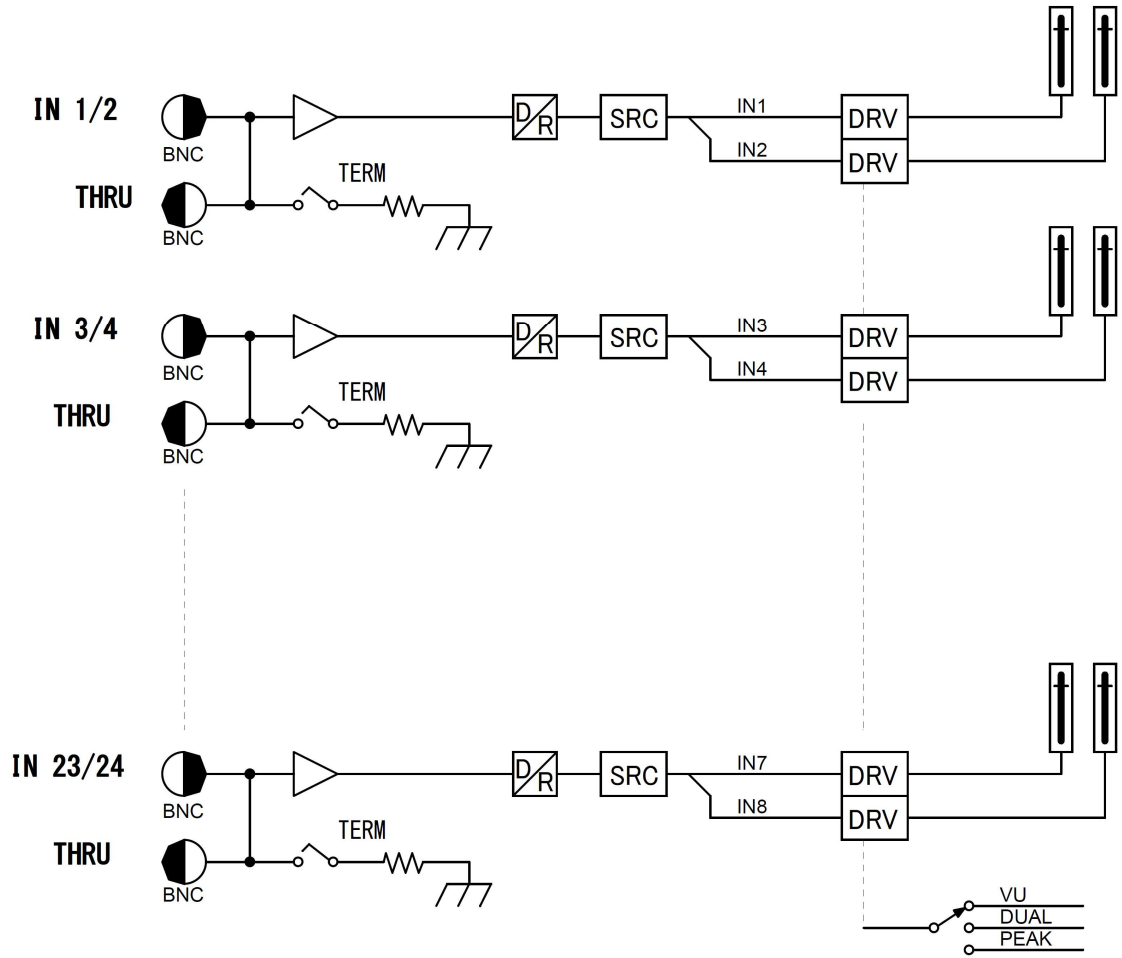 IN 1/2
BNC
D/R
SRC
IN1
DRV
IN2
DRV
THRU
TERM
BNC
IN 3/4
BNC
D/R
SRC
IN3
DRV
IN4
DRV
THRU
TERM
BNC
IN 23/24
BNC
D/R
SRC
IN7
DRV
IN8
DRV
THRU
TERM
BNC
VU
DUAL
PEAK